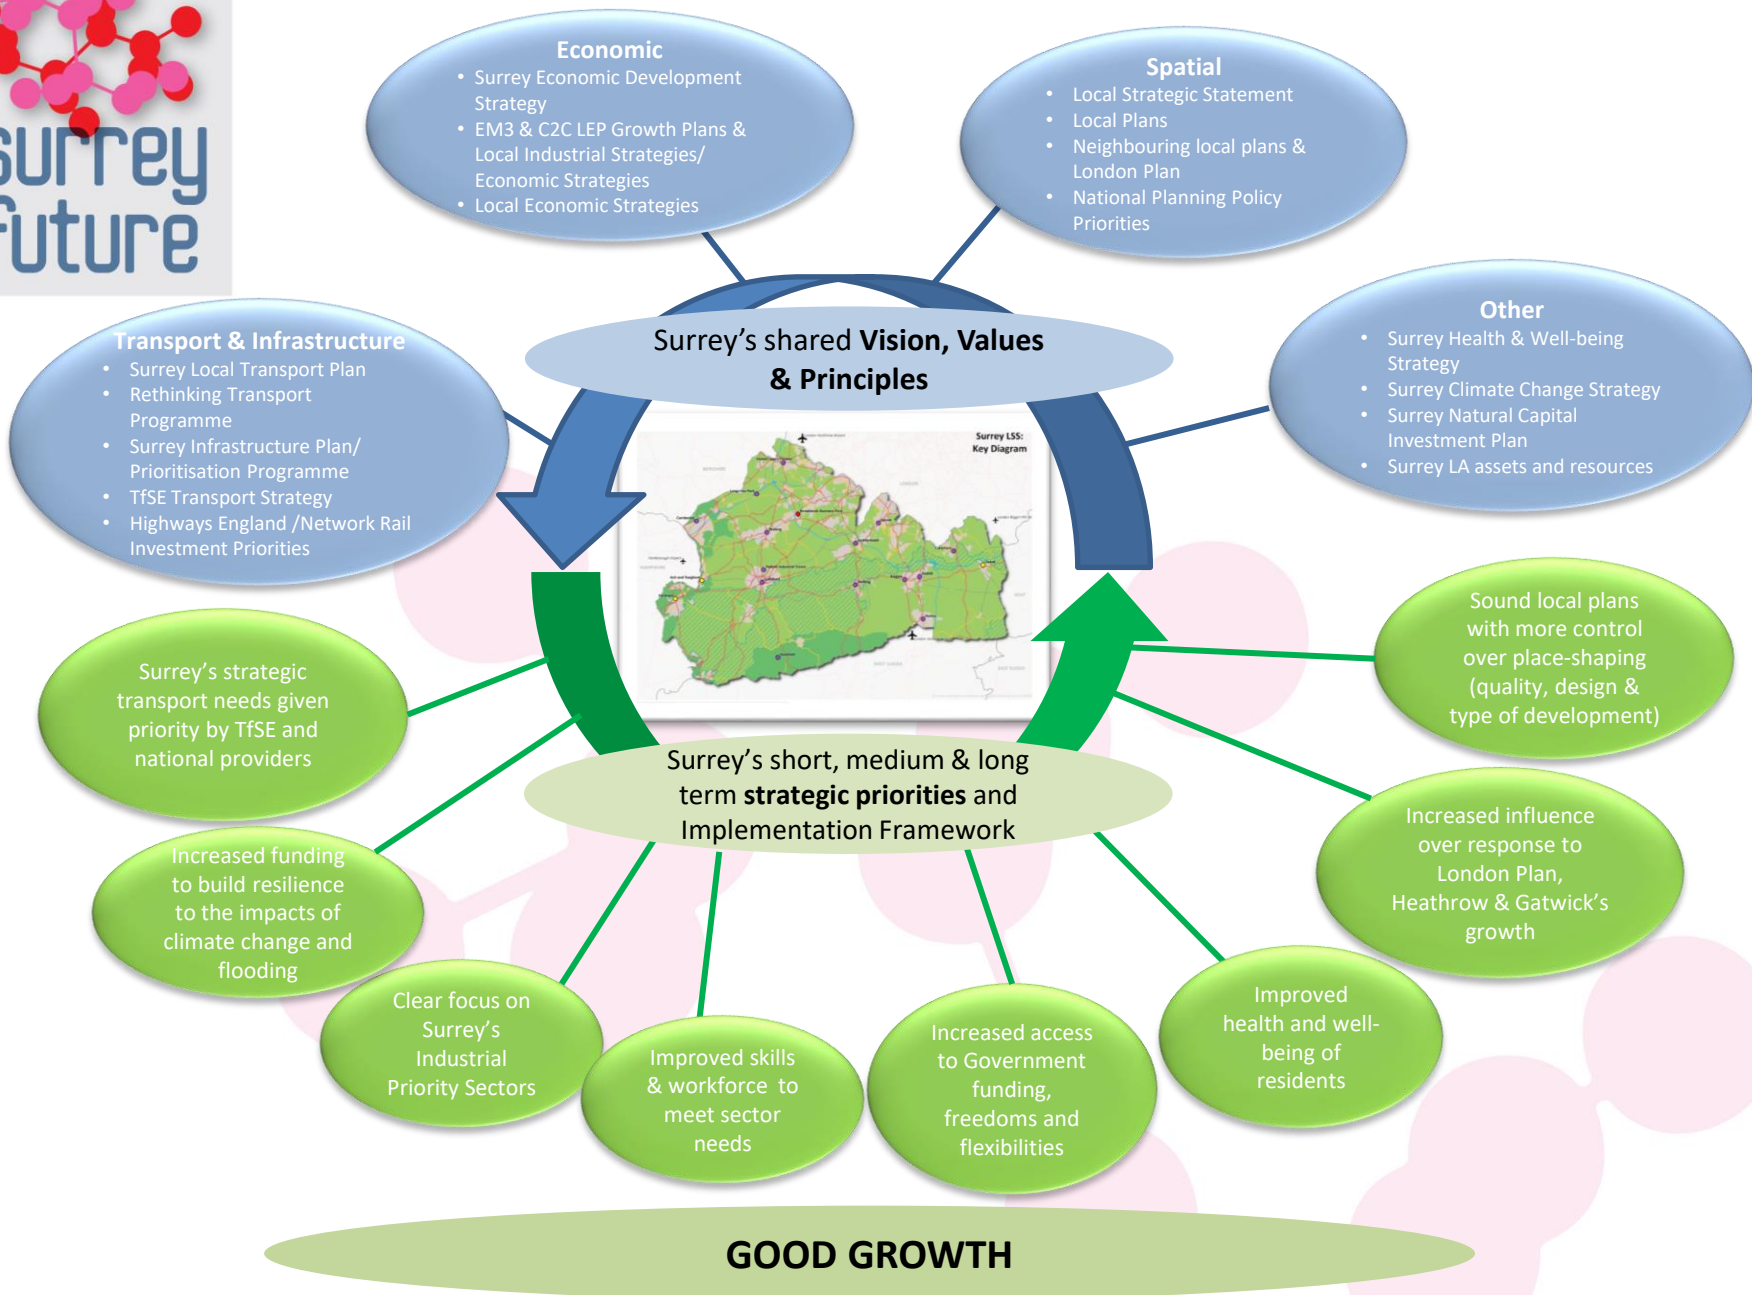 surrey
future
Economic
• Surrey Economic Development
Strategy
• EM3 & C2C LEP Growth Plans &
Local Industrial Strategies/
Economic Strategies
• Local Economic Strategies
Spatial
• Local Strategic Statement
• Local Plans
• Neighbouring local plans &
London Plan
• National Planning Policy
Priorities
Transport & Infrastructure
• Surrey Local Transport Plan
• Rethinking Transport
Programme
• Surrey Infrastructure Plan/
Prioritisation Programme
• TfSE Transport Strategy
• Highways England /Network Rail
Investment Priorities
Surrey’s shared Vision, Values
& Principles
Other
• Surrey Health & Well-being
Strategy
• Surrey Climate Change Strategy
• Surrey Natural Capital
Investment Plan
• Surrey LA assets and resources
Surrey LSS:
Key Diagram
Surrey’s strategic
transport needs given
priority by TfSE and
national providers
Sound local plans
with more control
over place-shaping
(quality, design &
type of development)
Surrey’s short, medium & long
term strategic priorities and
Implementation Framework
Increased funding
to build resilience
to the impacts of
climate change and
flooding
Increased influence
over response to
London Plan,
Heathrow & Gatwick’s
growth
Clear focus on
Surrey’s
Industrial
Priority Sectors
Improved skills
& workforce to
meet sector
needs
Increased access
to Government
funding,
freedoms and
flexibilities
Improved
health and well-
being of
residents
GOOD GROWTH